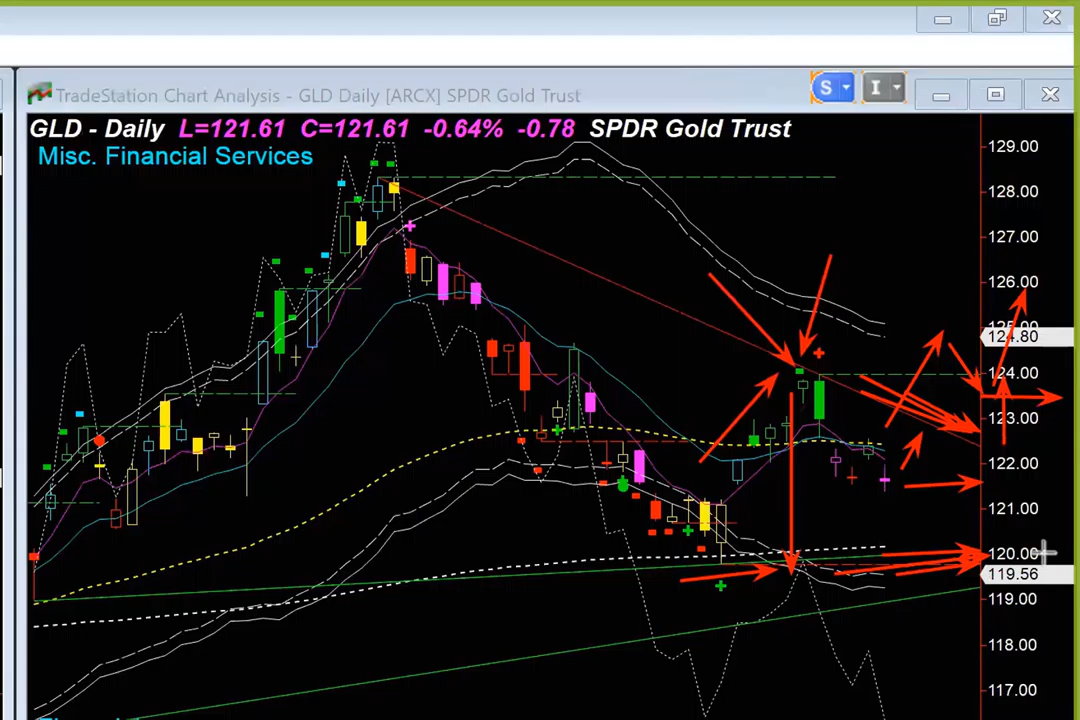 TradeStation Chart Analysis - GLD Daily [ARCX] SPDR Gold Trust
S
I
GLD - Daily L=121.61 C=121.61 -0.64% -0.78 SPDR Gold Trust
Misc. Financial Services
129.00
128.00
127.00
126.00
124.80
124.00
123.00
122.00
121.00
120.00
119.56
119.00
118.00
117.00